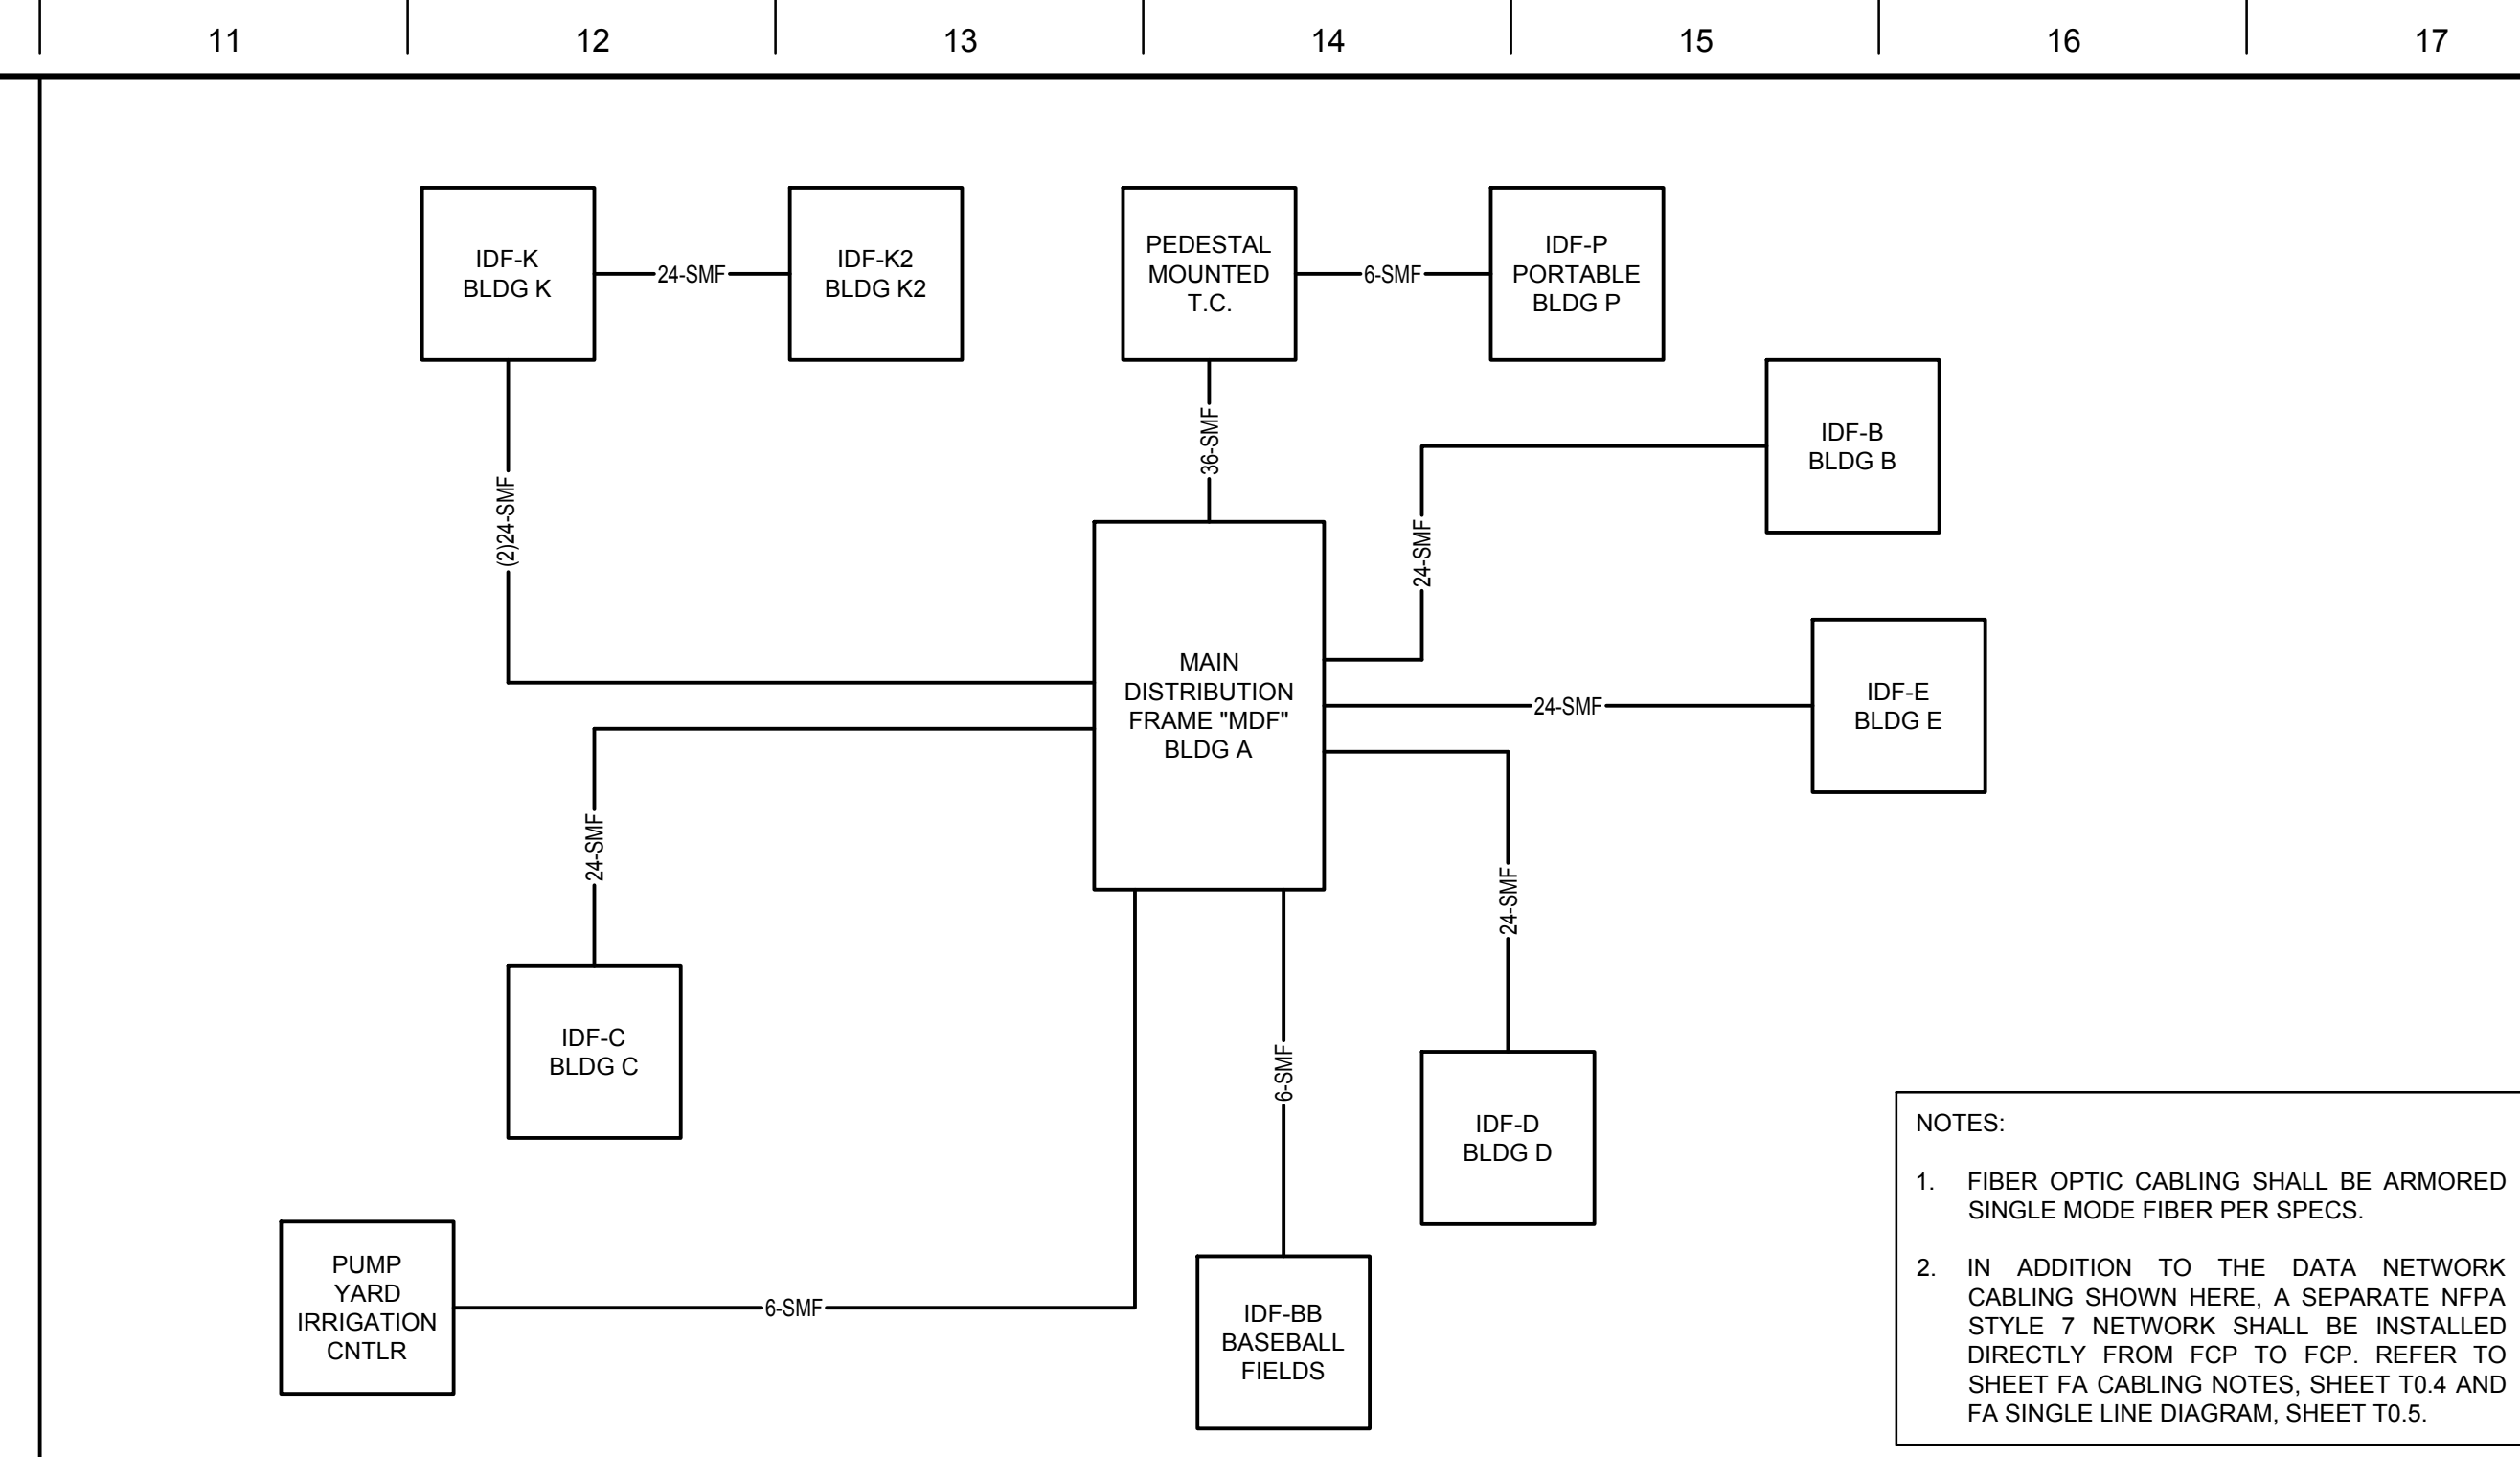 11
12
13
14
15
16
17
IDF-K
BLDG K
24-SMF
IDF-K2
BLDG K2
PEDESTAL
MOUNTED
T.C.
6-SMF
IDF-P
PORTABLE
BLDG P
36-SMF
IDF-B
BLDG B
(2)24-SMF
24-SMF
MAIN
DISTRIBUTION
FRAME "MDF"
BLDG A
24-SMF
IDF-E
BLDG E
24-SMF
24-SMF
IDF-C
BLDG C
6-SMF
IDF-D
BLDG D
PUMP
YARD
IRRIGATION
CNTLR
6-SMF
IDF-BB
BASEBALL
FIELDS
NOTES:
1. FIBER OPTIC CABLING SHALL BE ARMORED
SINGLE MODE FIBER PER SPECS.
2. IN ADDITION TO THE DATA NETWORK
CABLING SHOWN HERE, A SEPARATE NFPA
STYLE 7 NETWORK SHALL BE INSTALLED
DIRECTLY FROM FCP TO FCP. REFER TO
SHEET FA CABLING NOTES, SHEET T0.4 AND
FA SINGLE LINE DIAGRAM, SHEET T0.5.